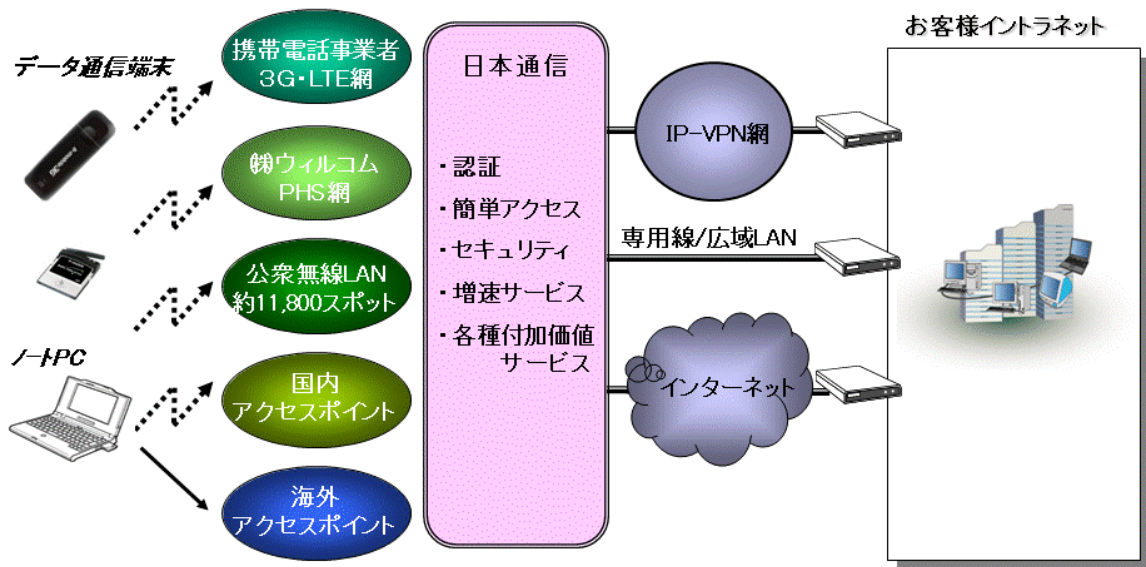 データ通信端末
ノートPC
携帯電話事業者
3G・LTE網
㈱ウィルコム
PHS網
公衆無線LAN
約11,800スポット
国内
アクセスポイント
海外
アクセスポイント
日本通信
・認証
・簡単アクセス
・セキュリティ
・増速サービス
・各種付加価値
サービス
IP-VPN網
専用線/広域LAN
インターネット
お客様イントラネット